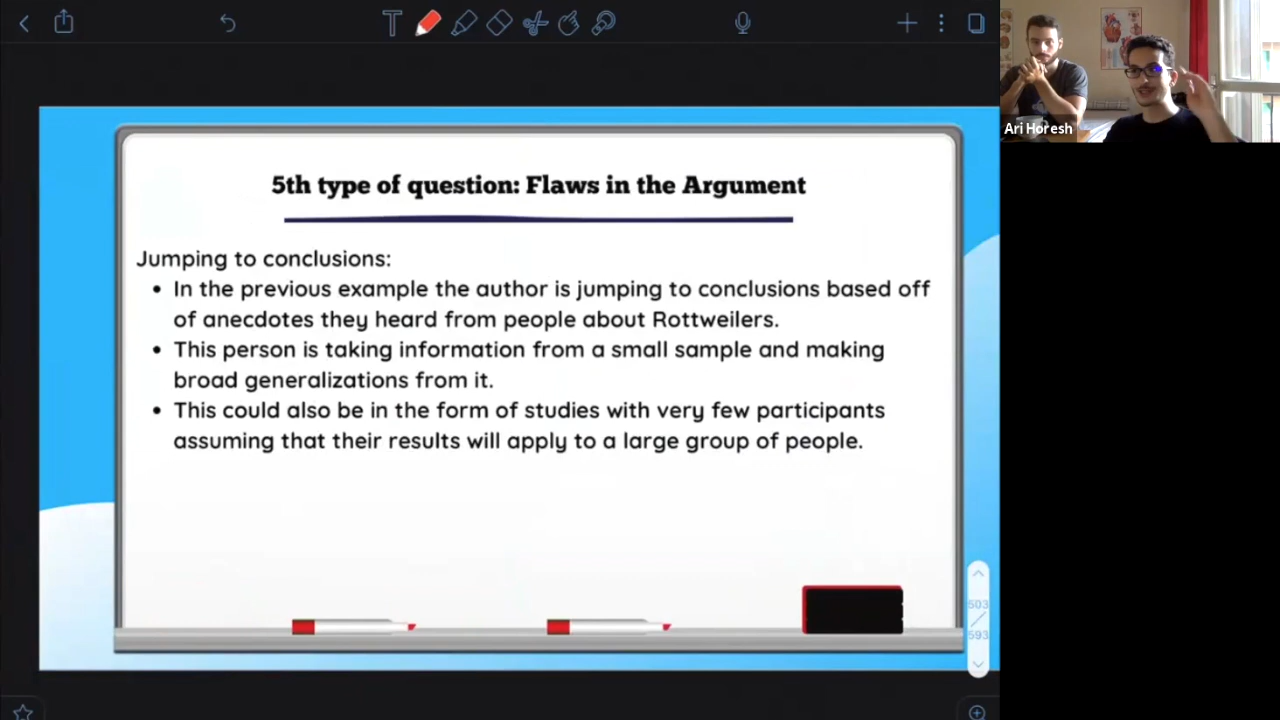 Ari Horesh
5th type of question: Flaws in the Argument
Jumping to conclusions:
• In the previous example the author is jumping to conclusions based off
of anecdotes they heard from people about Rottweilers.
• This person is taking information from a small sample and making
broad generalizations from it.
• This could also be in the form of studies with very few participants
assuming that their results will apply to a large group of people.
503
593